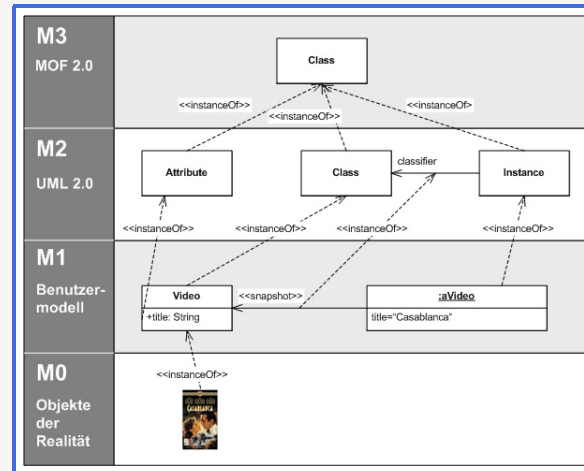 M3
MOF 2.0
Class
<<instanceOf>>
<<instanceOf>>
<<instanceOf>
M2
UML 2.0
Attribute
Class
classifier
Instance
<<instanceOf>>
<<instanceOf>>
<<instanceOf>>
<<instanceOf>>
M1
Benutzer-
modell
Video
+title: String
<<snapshot>>
:aVideo
title="Casablanca"
M0
Objekte
der
Realität
<<instanceOf>>
CASABLANCA